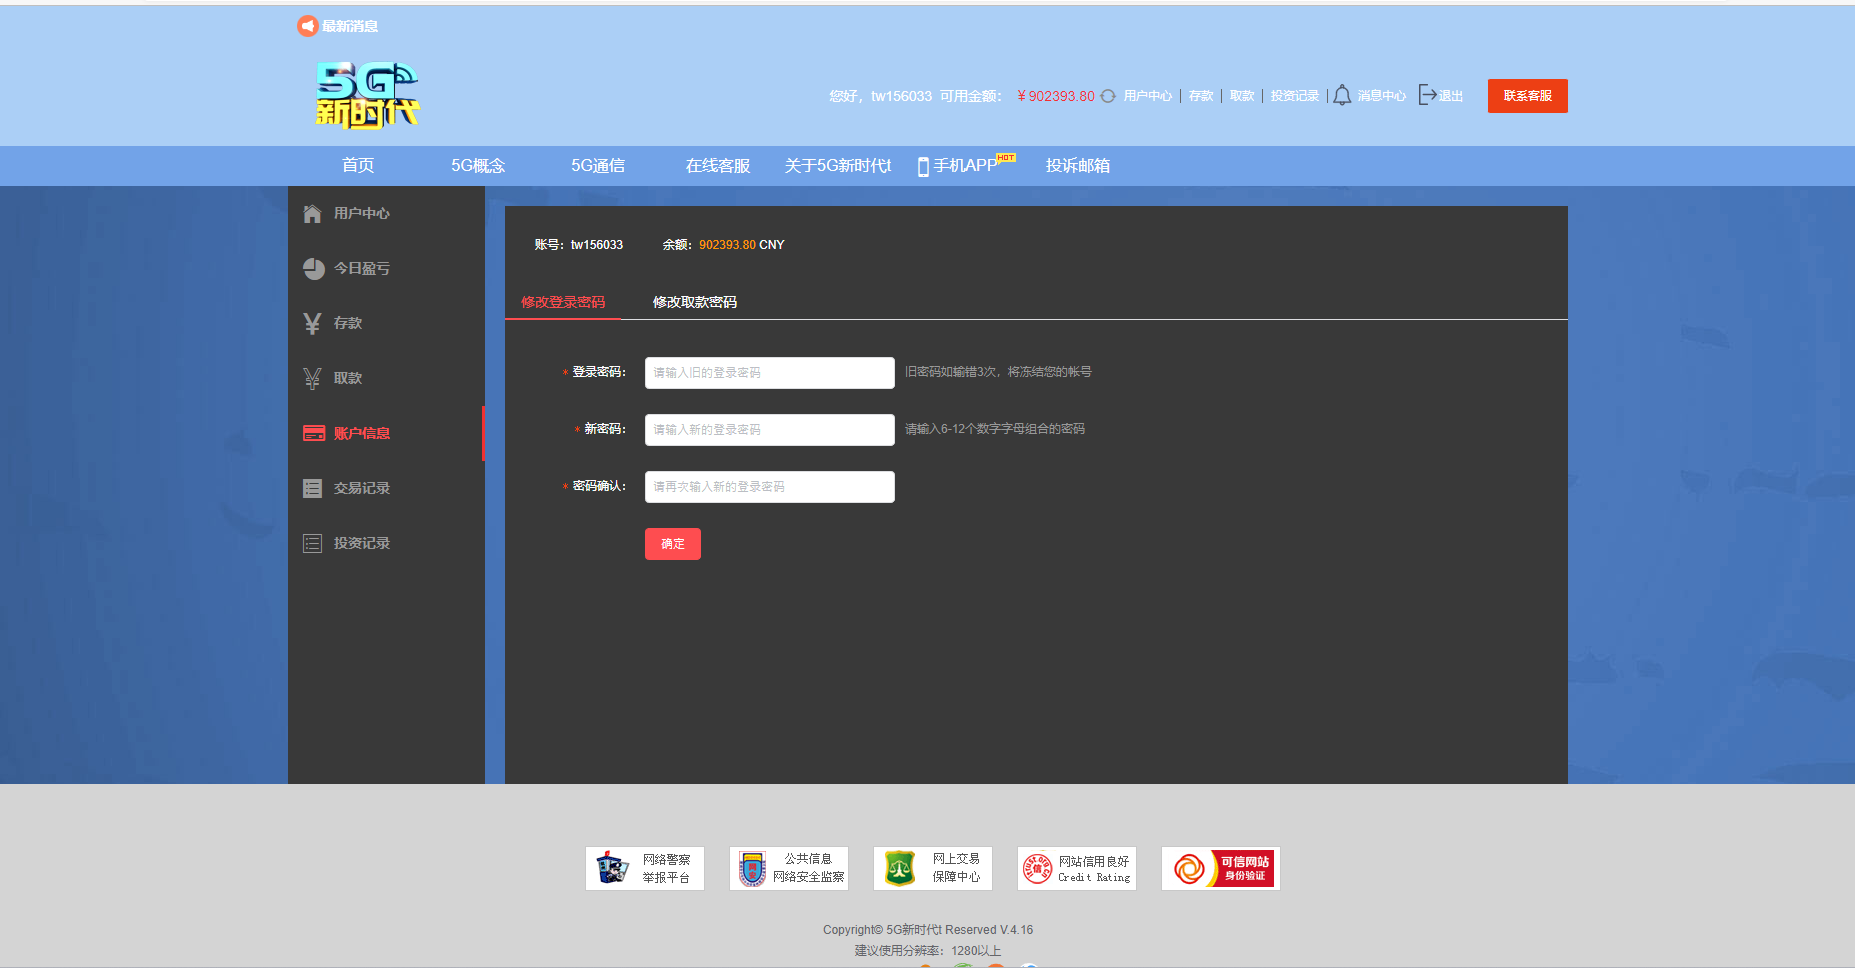 最新消息
5G
新时代
您好，tw156033 可用金额： ¥ 902393.80 用户中心 | 存款 | 取款 | 投资记录 | 消息中心 退出 联系客服
首页 5G概念 5G通信 在线客服 关于5G新时代t 手机APP HOT 投诉邮箱
用户中心
今日盈亏
存款
取款
账户信息
交易记录
投资记录
账号：tw156033 余额：902393.80 CNY
修改登录密码 修改取款密码
* 登录密码： 请输入旧的登录密码 旧密码如输错3次，将冻结您的帐号
* 新密码： 请输入新的登录密码 请输入6-12个数字字母组合的密码
* 密码确认： 请再次输入新的登录密码
确定
网络警察
举报平台
公共信息
网络安全监察
网上交易
保障中心
网站信用良好
Credit Rating
可信网站
身份验证
Copyright© 5G新时代t Reserved V.4.16
建议使用分辨率：1280以上